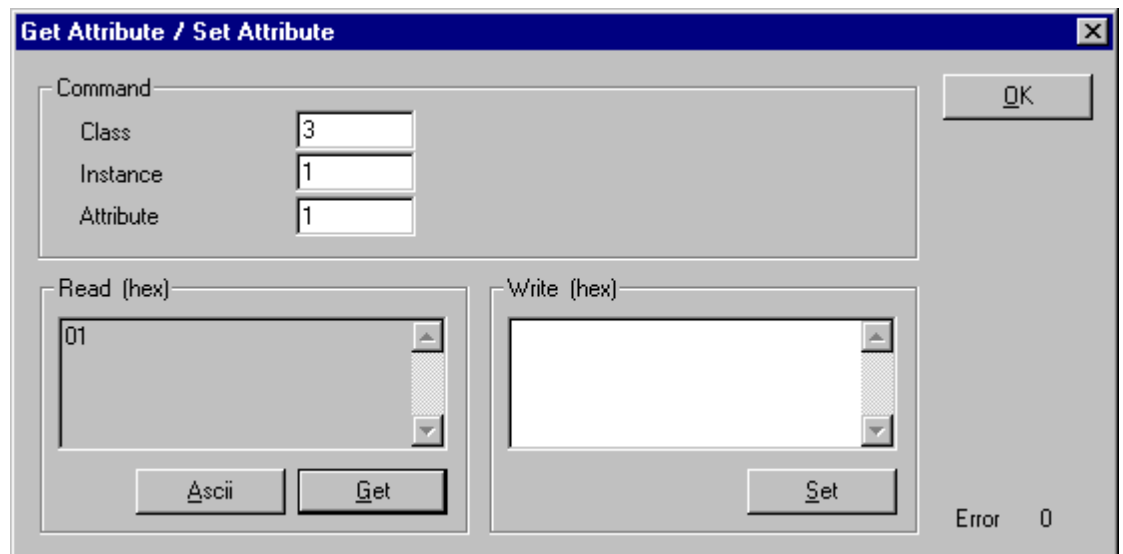 Get Attribute / Set Attribute
Command
OK
Class 3
Instance 1
Attribute 1
Read (hex) Write (hex)
01
Ascii Get Set
Error 0